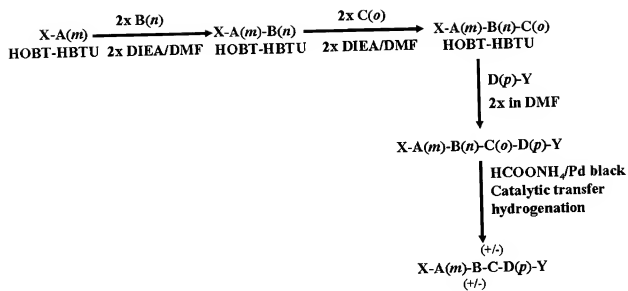 2x B(n)
2x C(o)
X-A(m)
X-A(m)-B(n)
X-A(m)-B(n)-C(o)
HOBT-HBTU
2x DIEA/DMF
HOBT-HBTU
2x DIEA/DMF
HOBT-HBTU
D(p)-Y
2x in DMF
X-A(m)-B(n)-C(o)-D(p)-Y
HCOONH₄/Pd black
Catalytic transfer
hydrogenation
(+/-)
X-A(m)-B-C-D(p)-Y
(+/-)